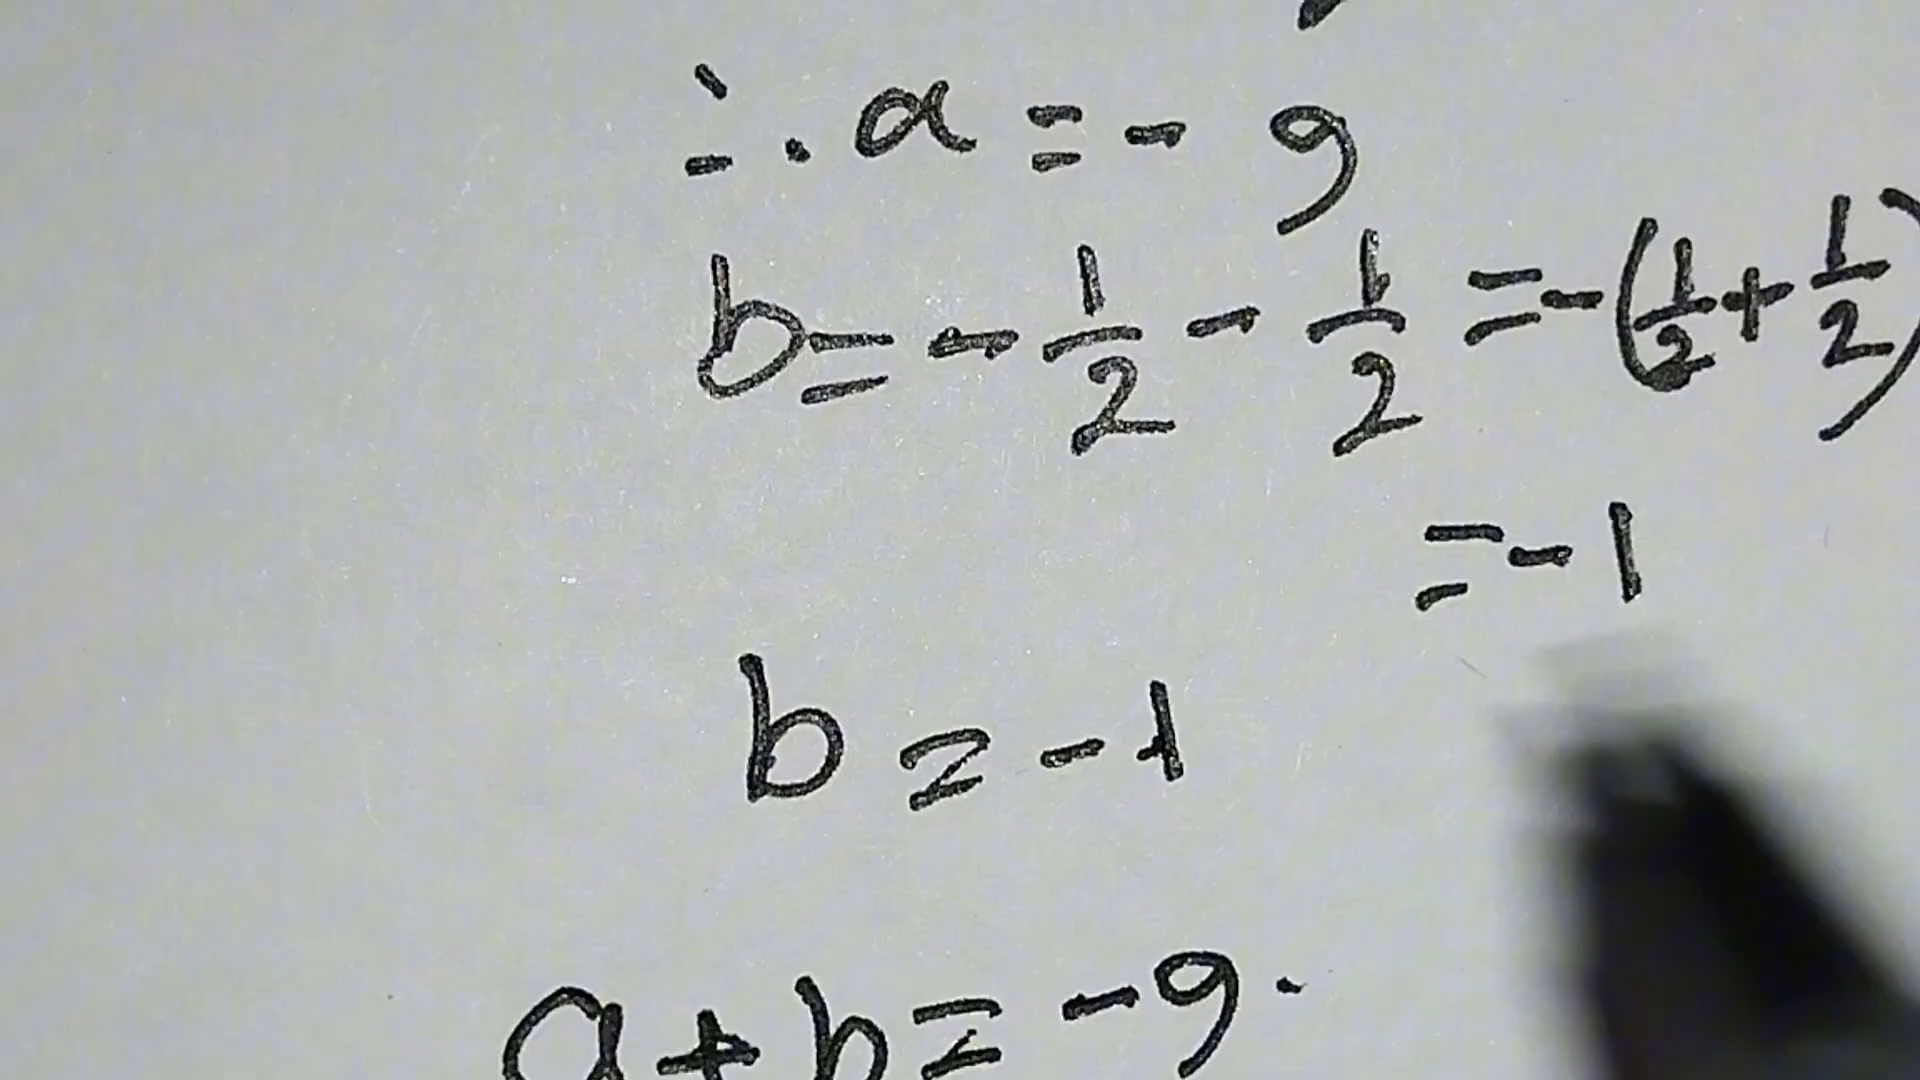 ∴ a = - 9
b = - 1/2 - 1/2 = - (1/2 + 1/2)
= - 1
b = - 1
a + b = - 9 .